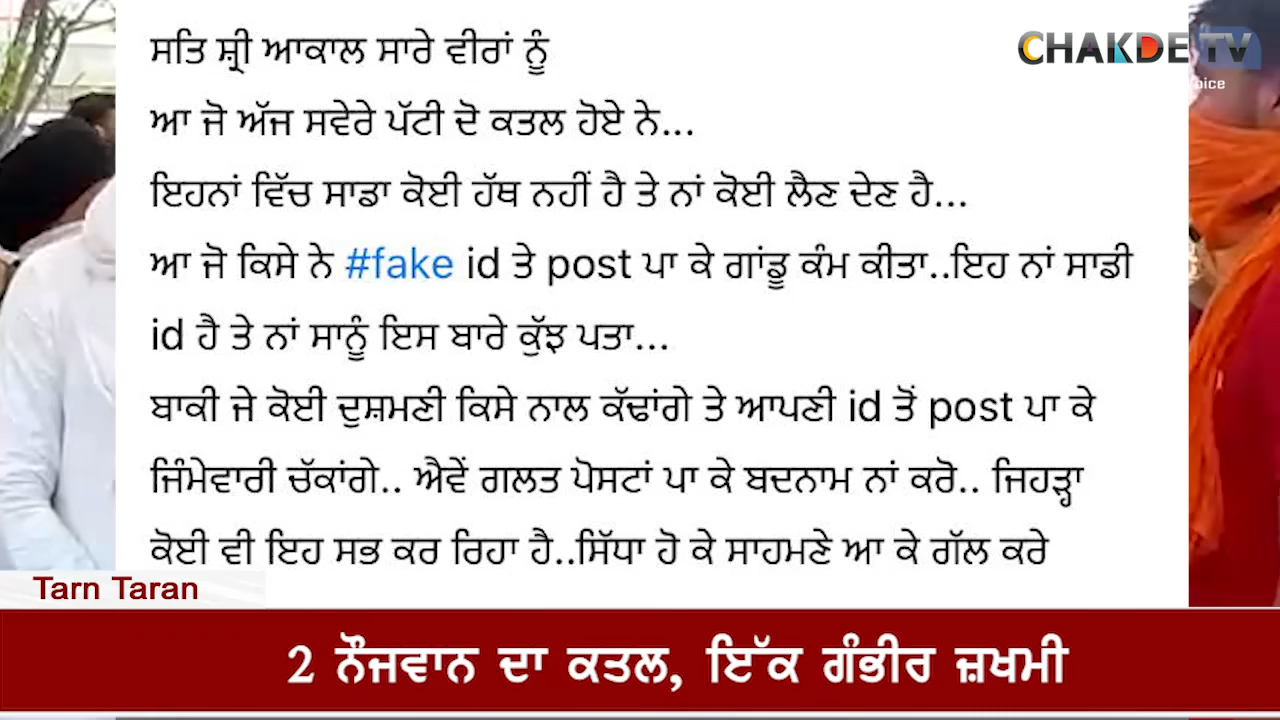 CHAKDE TV
Voice
ਸਤਿ ਸ਼੍ਰੀ ਆਕਾਲ ਸਾਰੇ ਵੀਰਾਂ ਨੂੰ
ਆ ਜੋ ਅੱਜ ਸਵੇਰੇ ਪੱਟੀ ਦੋ ਕਤਲ ਹੋਏ ਨੇ...
ਇਹਨਾਂ ਵਿੱਚ ਸਾਡਾ ਕੋਈ ਹੱਥ ਨਹੀਂ ਹੈ ਤੇ ਨਾਂ ਕੋਈ ਲੈਣ ਦੇਣ ਹੈ...
ਆ ਜੋ ਕਿਸੇ ਨੇ #fake id ਤੇ post ਪਾ ਕੇ ਗਾਂਡੂ ਕੰਮ ਕੀਤਾ..ਇਹ ਨਾਂ ਸਾਡੀ
id ਹੈ ਤੇ ਨਾਂ ਸਾਨੂੰ ਇਸ ਬਾਰੇ ਕੁੱਝ ਪਤਾ...
ਬਾਕੀ ਜੇ ਕੋਈ ਦੁਸ਼ਮਣੀ ਕਿਸੇ ਨਾਲ ਕੱਢਾਂਗੇ ਤੇ ਆਪਣੀ id ਤੋਂ post ਪਾ ਕੇ
ਜਿੰਮੇਵਾਰੀ ਚੱਕਾਂਗੇ.. ਐਵੇਂ ਗਲਤ ਪੋਸਟਾਂ ਪਾ ਕੇ ਬਦਨਾਮ ਨਾਂ ਕਰੋ.. ਜਿਹੜ੍ਹਾ
ਕੋਈ ਵੀ ਇਹ ਸਭ ਕਰ ਰਿਹਾ ਹੈ..ਸਿੱਧਾ ਹੋ ਕੇ ਸਾਹਮਣੇ ਆ ਕੇ ਗੱਲ ਕਰੇ
Tarn Taran
2 ਨੌਜਵਾਨ ਦਾ ਕਤਲ, ਇੱਕ ਗੰਭੀਰ ਜ਼ਖਮੀ